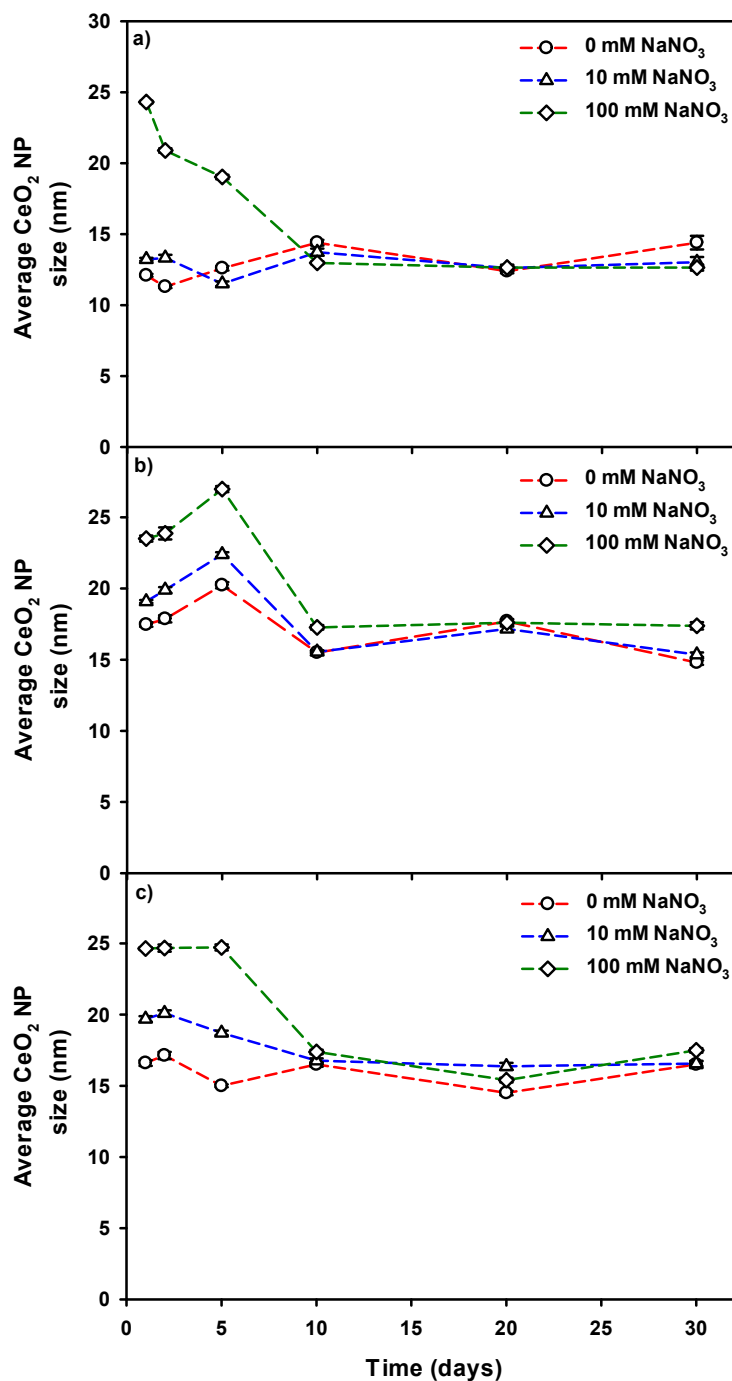 30
a)
0 mM NaNO₃
10 mM NaNO₃
100 mM NaNO₃
25
20
15
10
5
0
Average CeO₂ NP
size (nm)
b)
0 mM NaNO₃
10 mM NaNO₃
100 mM NaNO₃
25
20
15
10
5
0
Average CeO₂ NP
size (nm)
c)
0 mM NaNO₃
10 mM NaNO₃
100 mM NaNO₃
25
20
15
10
5
0
Average CeO₂ NP
size (nm)
0 5 10 15 20 25 30
Time (days)